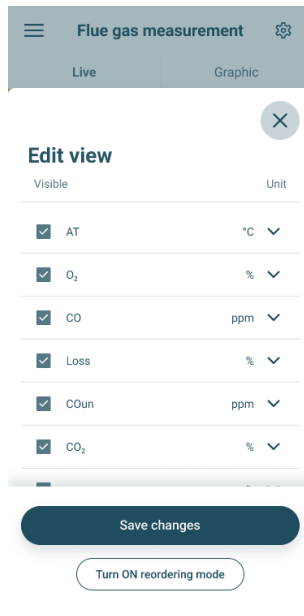 Flue gas measurement
Live Graphic
Edit view
Visible Unit
AT °C
O₂ %
CO ppm
Loss %
COun ppm
CO₂ %
Save changes
Turn ON reordering mode